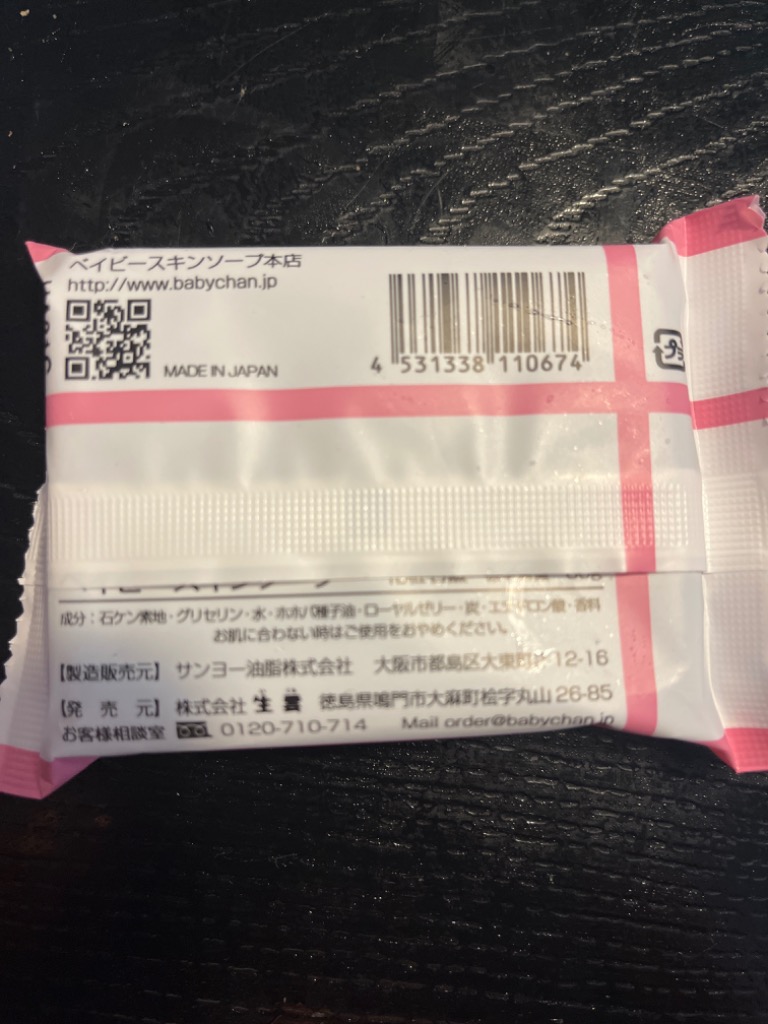 ベイビースキンソープ本店
http://www.babychan.jp
MADE IN JAPAN
4 531338 110674
プラ
成分：石ケン素地・グリセリン・水・ホホバ種子油・ローヤルゼリー・炭・エストロン酸・香料
お肌に合わない時はご使用をおやめください。
【製造販売元】 サンヨー油脂株式会社 大阪市都島区大東町 12-16
【発 売 元】 株式会社 生雲 徳島県鳴門市大麻町桧字丸山26-85
お客様相談室 0120-710-714 Mail order@babychan.jp